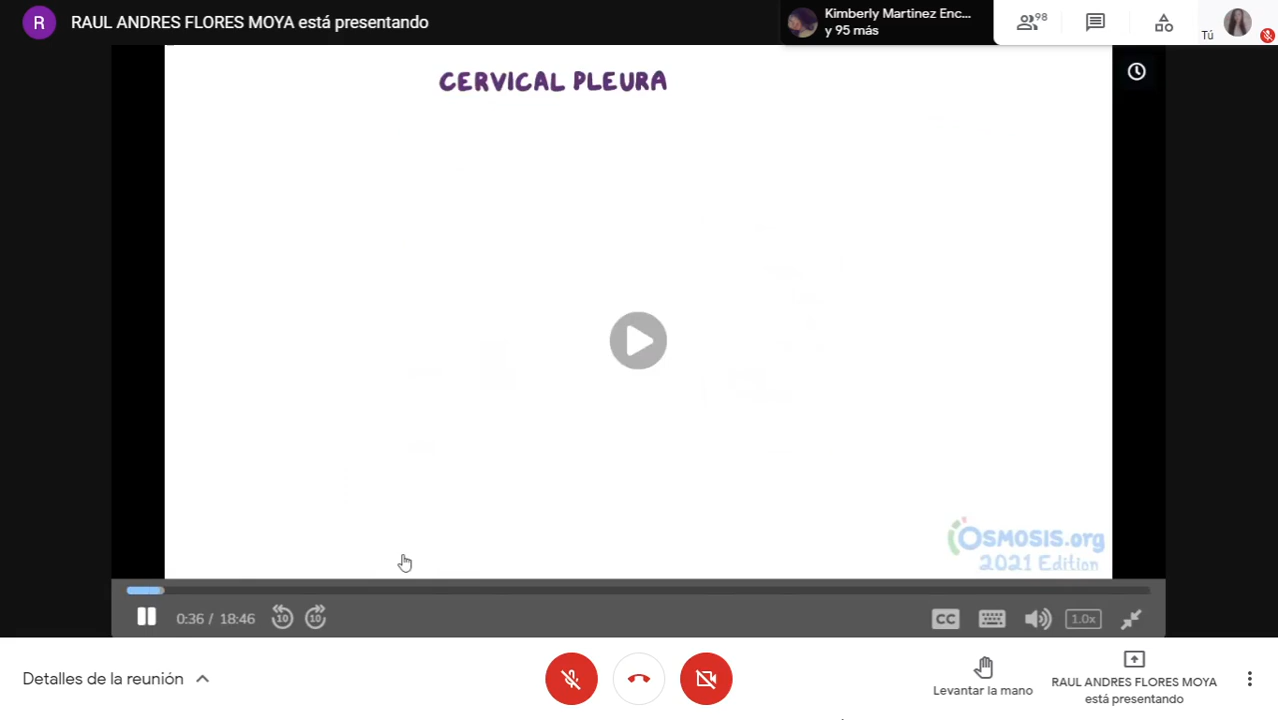 R RAUL ANDRES FLORES MOYA está presentando
Kimberly Martinez Enc...
y 95 más
98
Tú
CERVICAL PLEURA
OSMOSIS.org
2021 Edition
0:36 / 18:46
10
10
CC
1.0x
Detalles de la reunión
Levantar la mano
RAUL ANDRES FLORES MOYA
está presentando